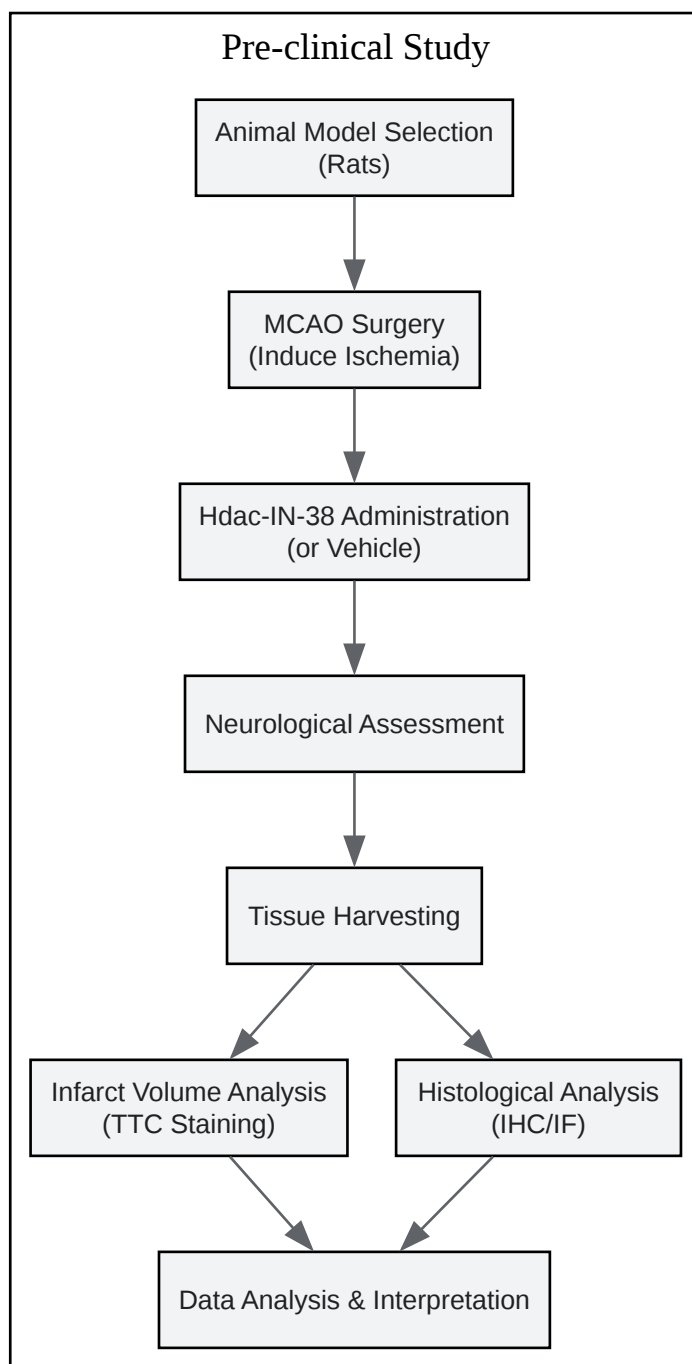 Pre-clinical Study
Animal Model Selection
(Rats)
MCAO Surgery
(Induce Ischemia)
Hdac-IN-38 Administration
(or Vehicle)
Neurological Assessment
Tissue Harvesting
Infarct Volume Analysis
(TTC Staining)
Histological Analysis
(IHC/IF)
Data Analysis & Interpretation